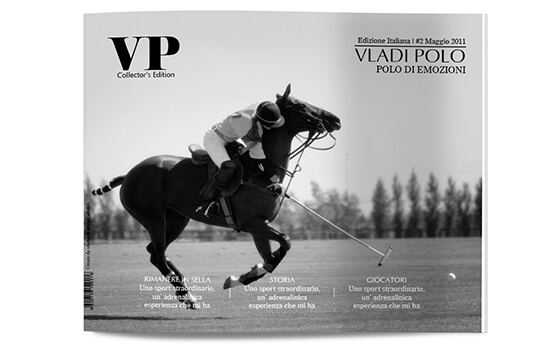 VP
Collector's Edition
Edizione Italiana | #2 Maggio 2011
VLADI POLO
POLO DI EMOZIONI
RIMANERE IN SELLA
Uno sport straordinario,
un' adrenalinica
esperienza che mi ha
STORIA
Uno sport straordinario,
un' adrenalinica
esperienza che mi ha
GIOCATORI
Uno sport straordinario,
un' adrenalinica
esperienza che mi ha